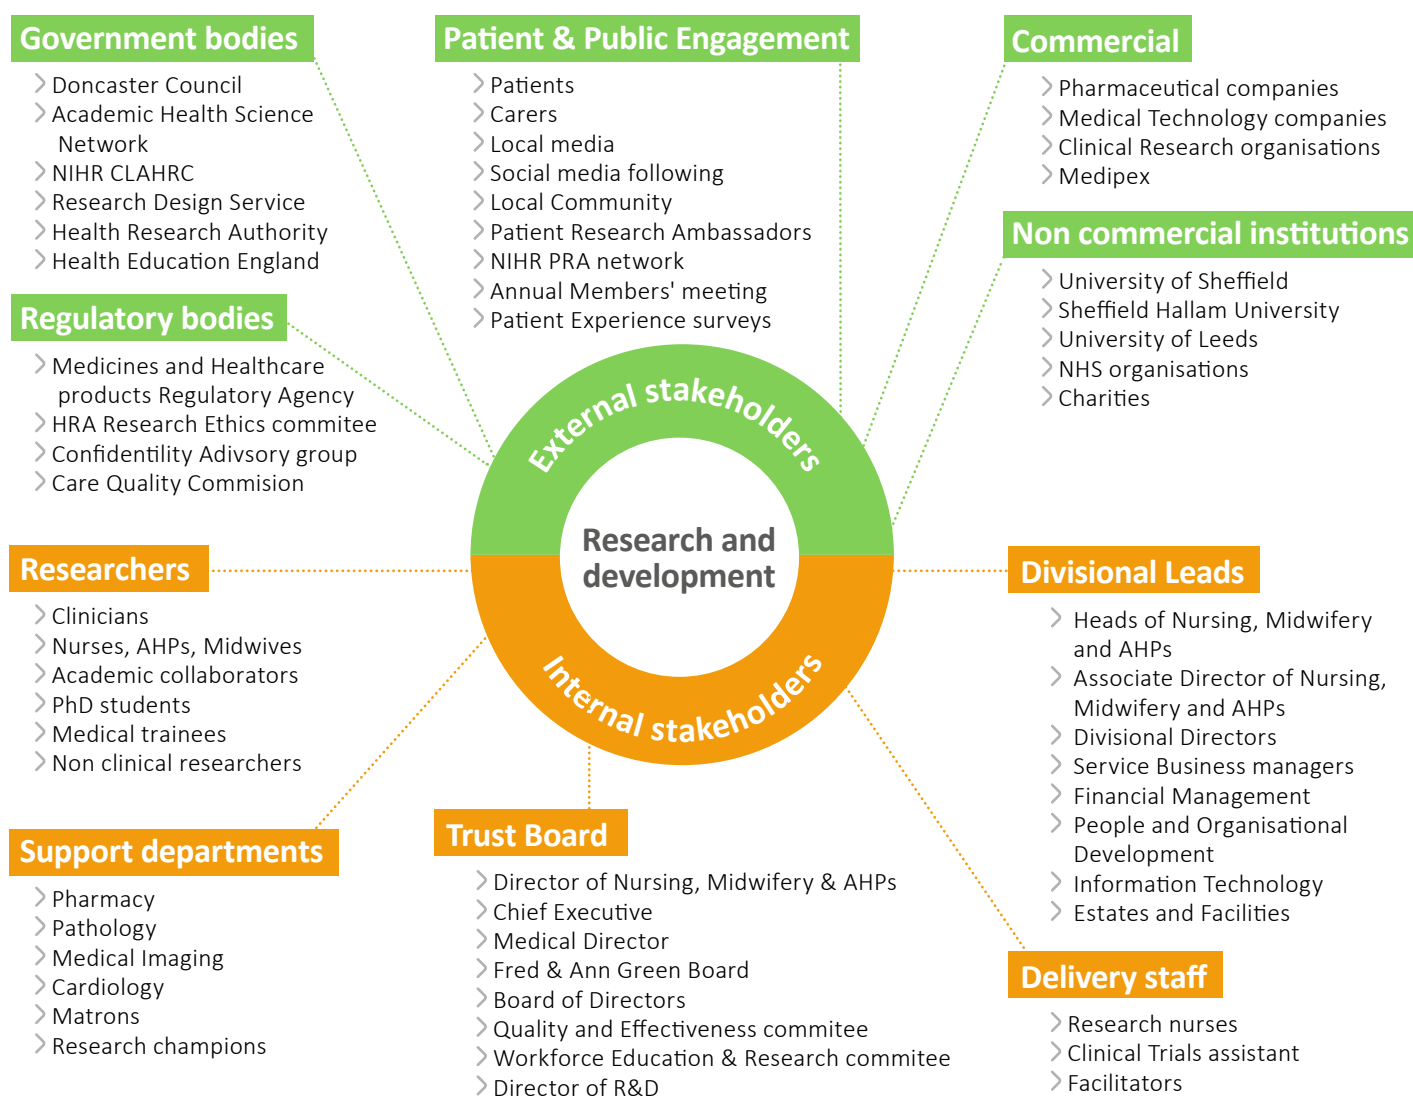 Government bodies
Doncaster Council
Academic Health Science
Network
NIHR CLAHRC
Research Design Service
Health Research Authority
Health Education England
Regulatory bodies
Medicines and Healthcare
products Regulatory Agency
HRA Research Ethics commitee
Confidentility Adivsory group
Care Quality Commision
Patient & Public Engagement
Patients
Carers
Local media
Social media following
Local Community
Patient Research Ambassadors
NIHR PRA network
Annual Members' meeting
Patient Experience surveys
Commercial
Pharmaceutical companies
Medical Technology companies
Clinical Research organisations
Medipex
Non commercial institutions
University of Sheffield
Sheffield Hallam University
University of Leeds
NHS organisations
Charities
External stakeholders
Research and
development
Internal stakeholders
Researchers
Clinicians
Nurses, AHPs, Midwives
Academic collaborators
PhD students
Medical trainees
Non clinical researchers
Support departments
Pharmacy
Pathology
Medical Imaging
Cardiology
Matrons
Research champions
Trust Board
Director of Nursing, Midwifery & AHPs
Chief Executive
Medical Director
Fred & Ann Green Board
Board of Directors
Quality and Effectiveness commitee
Workforce Education & Research commitee
Director of R&D
Divisional Leads
Heads of Nursing, Midwifery
and AHPs
Associate Director of Nursing,
Midwifery and AHPs
Divisional Directors
Service Business managers
Financial Management
People and Organisational
Development
Information Technology
Estates and Facilities
Delivery staff
Research nurses
Clinical Trials assistant
Facilitators